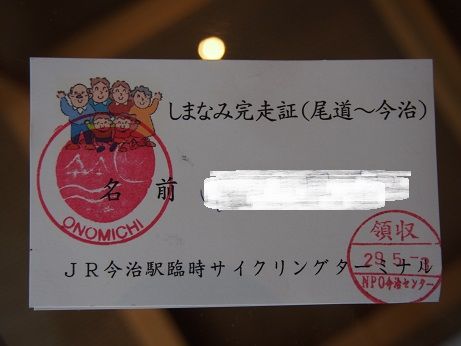 しまなみ完走証(尾道～今治)
名 前
ONOMICHI
JR今治駅臨時サイクリングターミナル
領収
29.5.-3
NPO今治センター